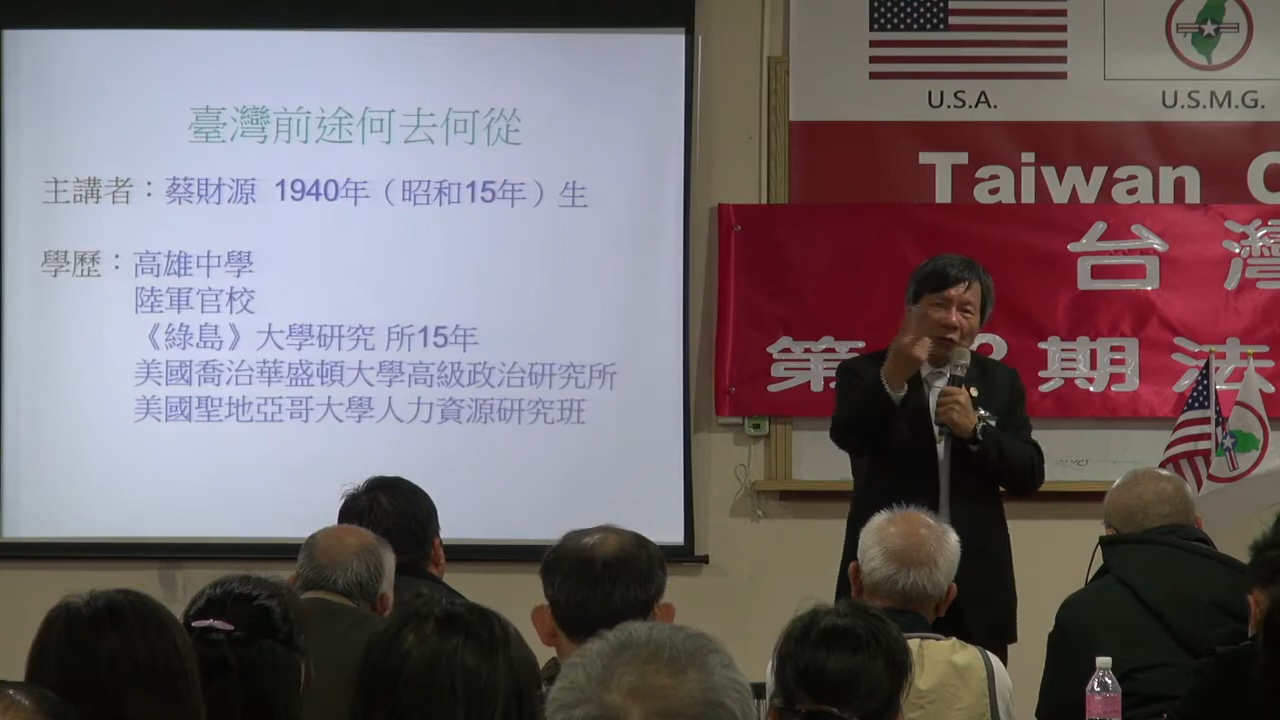 臺灣前途何去何從
主講者：蔡財源 1940年（昭和15年）生
學歷：高雄中學
陸軍官校
《綠島》大學研究 所15年
美國喬治華盛頓大學高級政治研究所
美國聖地亞哥大學人力資源研究班
U.S.A.
U.S.M.G.
Taiwan C
台灣
第 期法